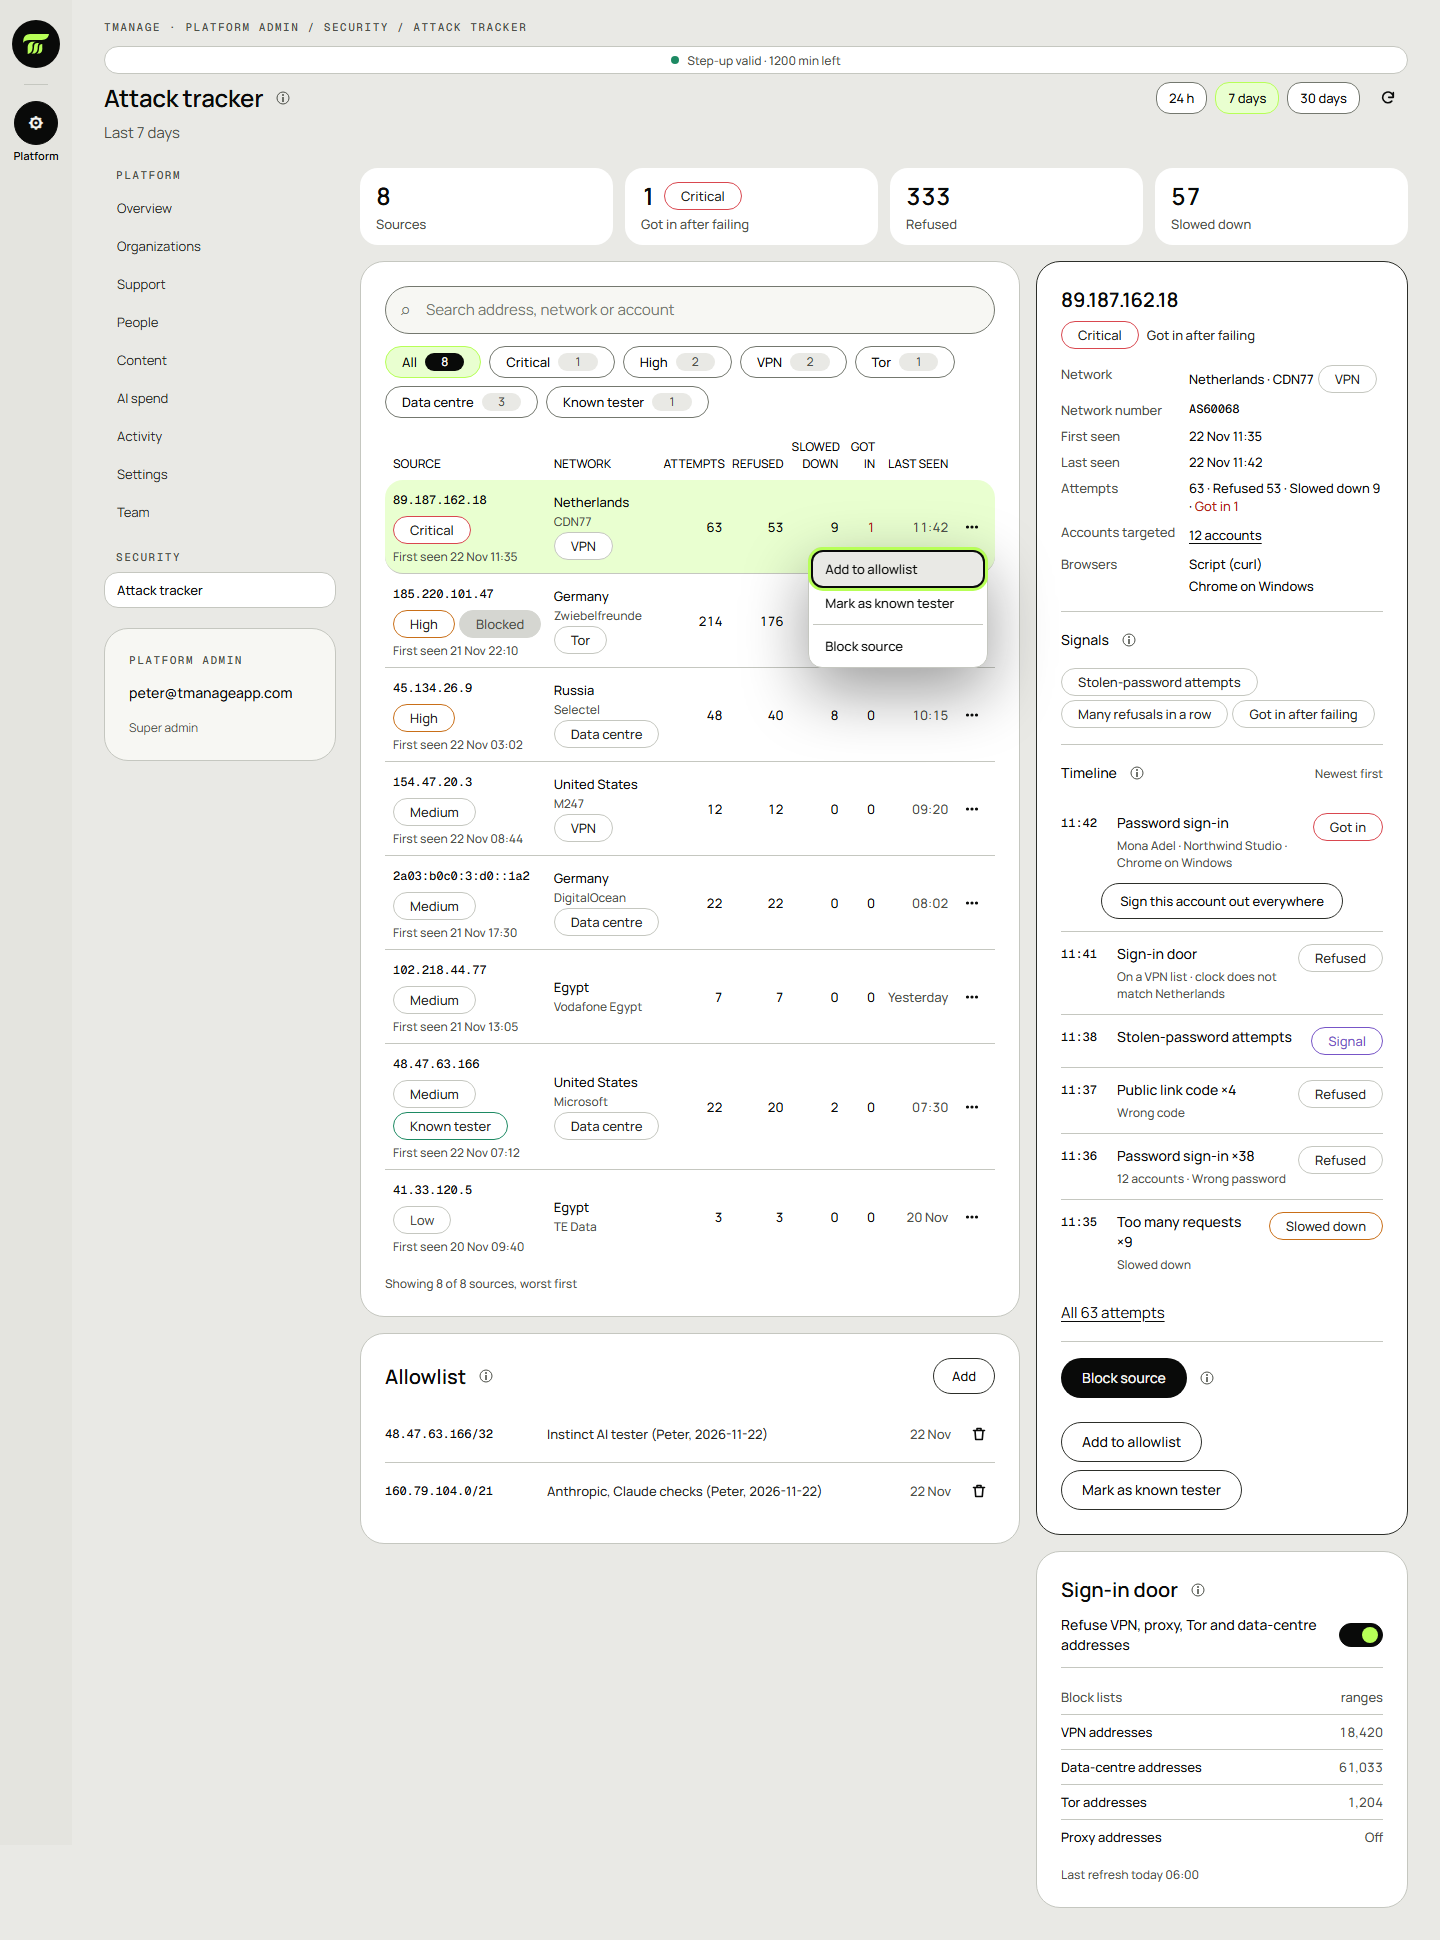 TMANAGE · PLATFORM ADMIN / SECURITY / ATTACK TRACKER
Step-up valid · 1200 min left
Platform
Attack tracker
24 h
7 days
30 days
Last 7 days
PLATFORM
Overview
Organizations
Support
People
Content
AI spend
Activity
Settings
Team
SECURITY
Attack tracker
PLATFORM ADMIN
peter@tmanageapp.com
Super admin
8
Sources
1 Critical
Got in after failing
333
Refused
57
Slowed down
Search address, network or account
All 8
Critical 1
High 2
VPN 2
Tor 1
Data centre 3
Known tester 1
SOURCE NETWORK ATTEMPTS REFUSED SLOWED DOWN GOT IN LAST SEEN
89.187.162.18
Critical
First seen 22 Nov 11:35
Netherlands
CDN77
VPN
63 53 9 1 11:42
Add to allowlist
Mark as known tester
Block source
185.220.101.47
High Blocked
First seen 21 Nov 22:10
Germany
Zwiebelfreunde
Tor
214 176
45.134.26.9
High
First seen 22 Nov 03:02
Russia
Selectel
Data centre
48 40 8 0 10:15
154.47.20.3
Medium
First seen 22 Nov 08:44
United States
M247
VPN
12 12 0 0 09:20
2a03:b0c0:3:d0::1a2
Medium
First seen 21 Nov 17:30
Germany
DigitalOcean
Data centre
22 22 0 0 08:02
102.218.44.77
Medium
First seen 21 Nov 13:05
Egypt
Vodafone Egypt
7 7 0 0 Yesterday
48.47.63.166
Medium
Known tester
First seen 22 Nov 07:12
United States
Microsoft
Data centre
22 20 2 0 07:30
41.33.120.5
Low
First seen 20 Nov 09:40
Egypt
TE Data
3 3 0 0 20 Nov
Showing 8 of 8 sources, worst first
Allowlist
Add
48.47.63.166/32 Instinct AI tester (Peter, 2026-11-22) 22 Nov
160.79.104.0/21 Anthropic, Claude checks (Peter, 2026-11-22) 22 Nov
89.187.162.18
Critical Got in after failing
Network Netherlands · CDN77 VPN
Network number AS60068
First seen 22 Nov 11:35
Last seen 22 Nov 11:42
Attempts 63 · Refused 53 · Slowed down 9
· Got in 1
Accounts targeted 12 accounts
Browsers Script (curl)
Chrome on Windows
Signals
Stolen-password attempts
Many refusals in a row
Got in after failing
Timeline
Newest first
11:42 Password sign-in Got in
Mona Adel · Northwind Studio ·
Chrome on Windows
Sign this account out everywhere
11:41 Sign-in door Refused
On a VPN list · clock does not
match Netherlands
11:38 Stolen-password attempts Signal
11:37 Public link code ×4 Refused
Wrong code
11:36 Password sign-in ×38 Refused
12 accounts · Wrong password
11:35 Too many requests Slowed down
×9
Slowed down
All 63 attempts
Block source
Add to allowlist
Mark as known tester
Sign-in door
Refuse VPN, proxy, Tor and data-centre
addresses
Block lists ranges
VPN addresses 18,420
Data-centre addresses 61,033
Tor addresses 1,204
Proxy addresses Off
Last refresh today 06:00